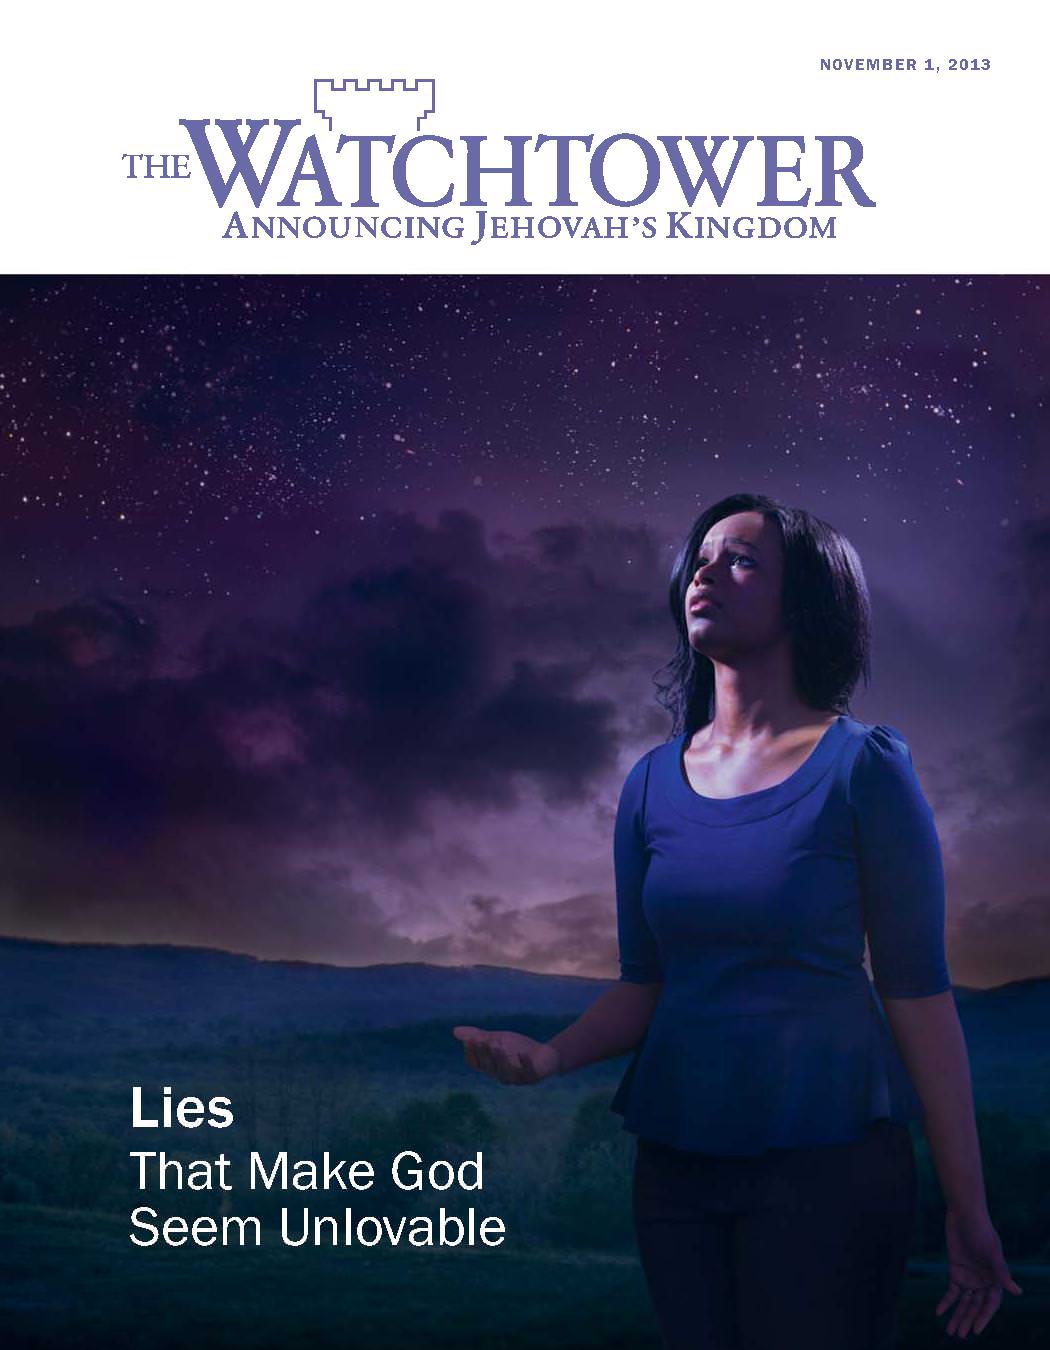 NOVEMBER 1, 2013
THE WATCHTOWER
ANNOUNCING JEHOVAH’S KINGDOM
Lies
That Make God
Seem Unlovable